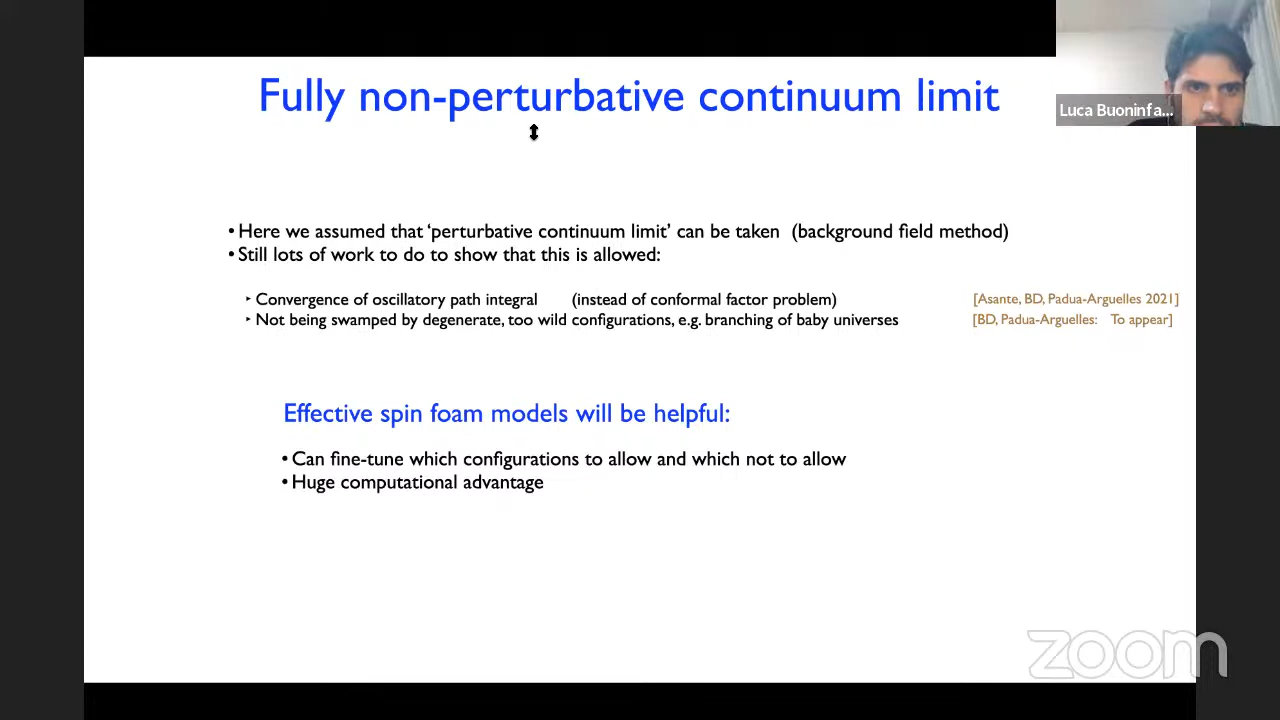 Fully non-perturbative continuum limit
Luca Buoninfa...
• Here we assumed that ‘perturbative continuum limit’ can be taken (background field method)
• Still lots of work to do to show that this is allowed:
‣ Convergence of oscillatory path integral (instead of conformal factor problem) [Asante, BD, Padua-Arguelles 2021]
‣ Not being swamped by degenerate, too wild configurations, e.g. branching of baby universes [BD, Padua-Arguelles: To appear]
Effective spin foam models will be helpful:
• Can fine-tune which configurations to allow and which not to allow
• Huge computational advantage
zoom